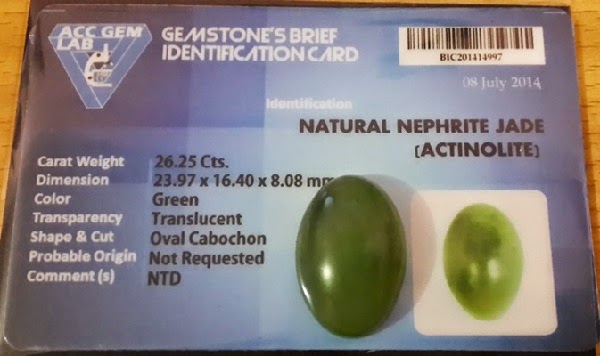 ACC GEM
LAB
GEMSTONE'S BRIEF
IDENTIFICATION CARD
BIC201414997
08 July 2014
Identification
NATURAL NEPHRITE JADE
(ACTINOLITE)
Carat Weight 26.25 Cts.
Dimension 23.97 x 16.40 x 8.08 mm
Color Green
Transparency Translucent
Shape & Cut Oval Cabochon
Probable Origin Not Requested
Comment (s) NTD